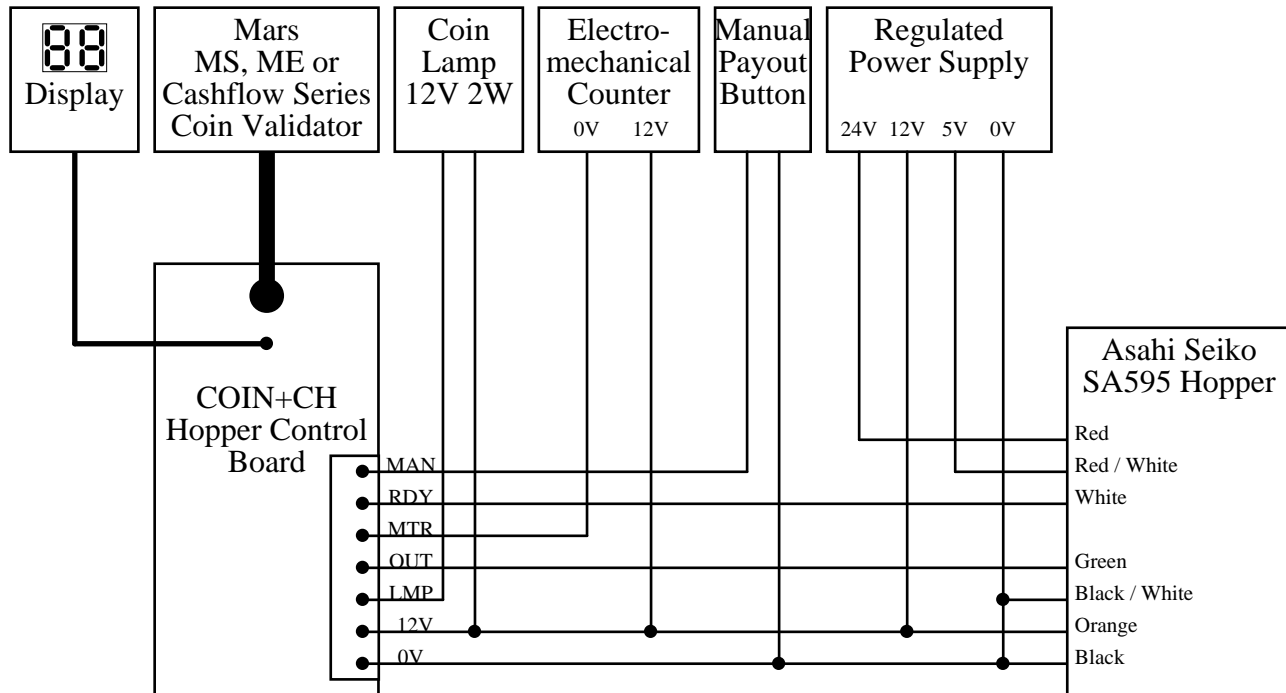 88
Display
Mars
MS, ME or
Cashflow Series
Coin Validator
Coin
Lamp
12V 2W
Electro-
mechanical
Counter
0V 12V
Manual
Payout
Button
Regulated
Power Supply
24V 12V 5V 0V
COIN+CH
Hopper Control
Board
MAN
RDY
MTR
OUT
LMP
12V
0V
Asahi Seiko
SA595 Hopper
Red
Red / White
White
Green
Black / White
Orange
Black